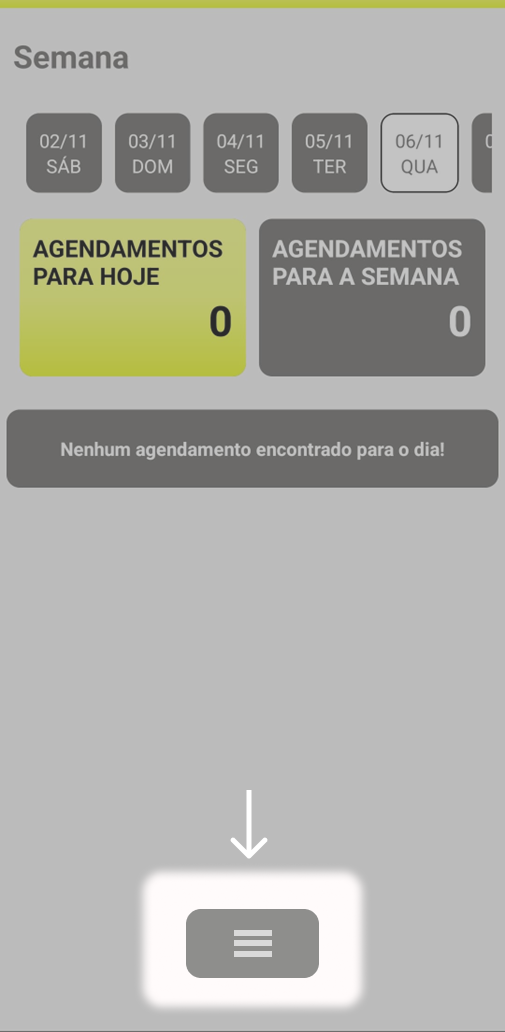 Semana
02/11 03/11 04/11 05/11 06/11
SÁB DOM SEG TER QUA
AGENDAMENTOS
PARA HOJE
0
AGENDAMENTOS
PARA A SEMANA
0
Nenhum agendamento encontrado para o dia!